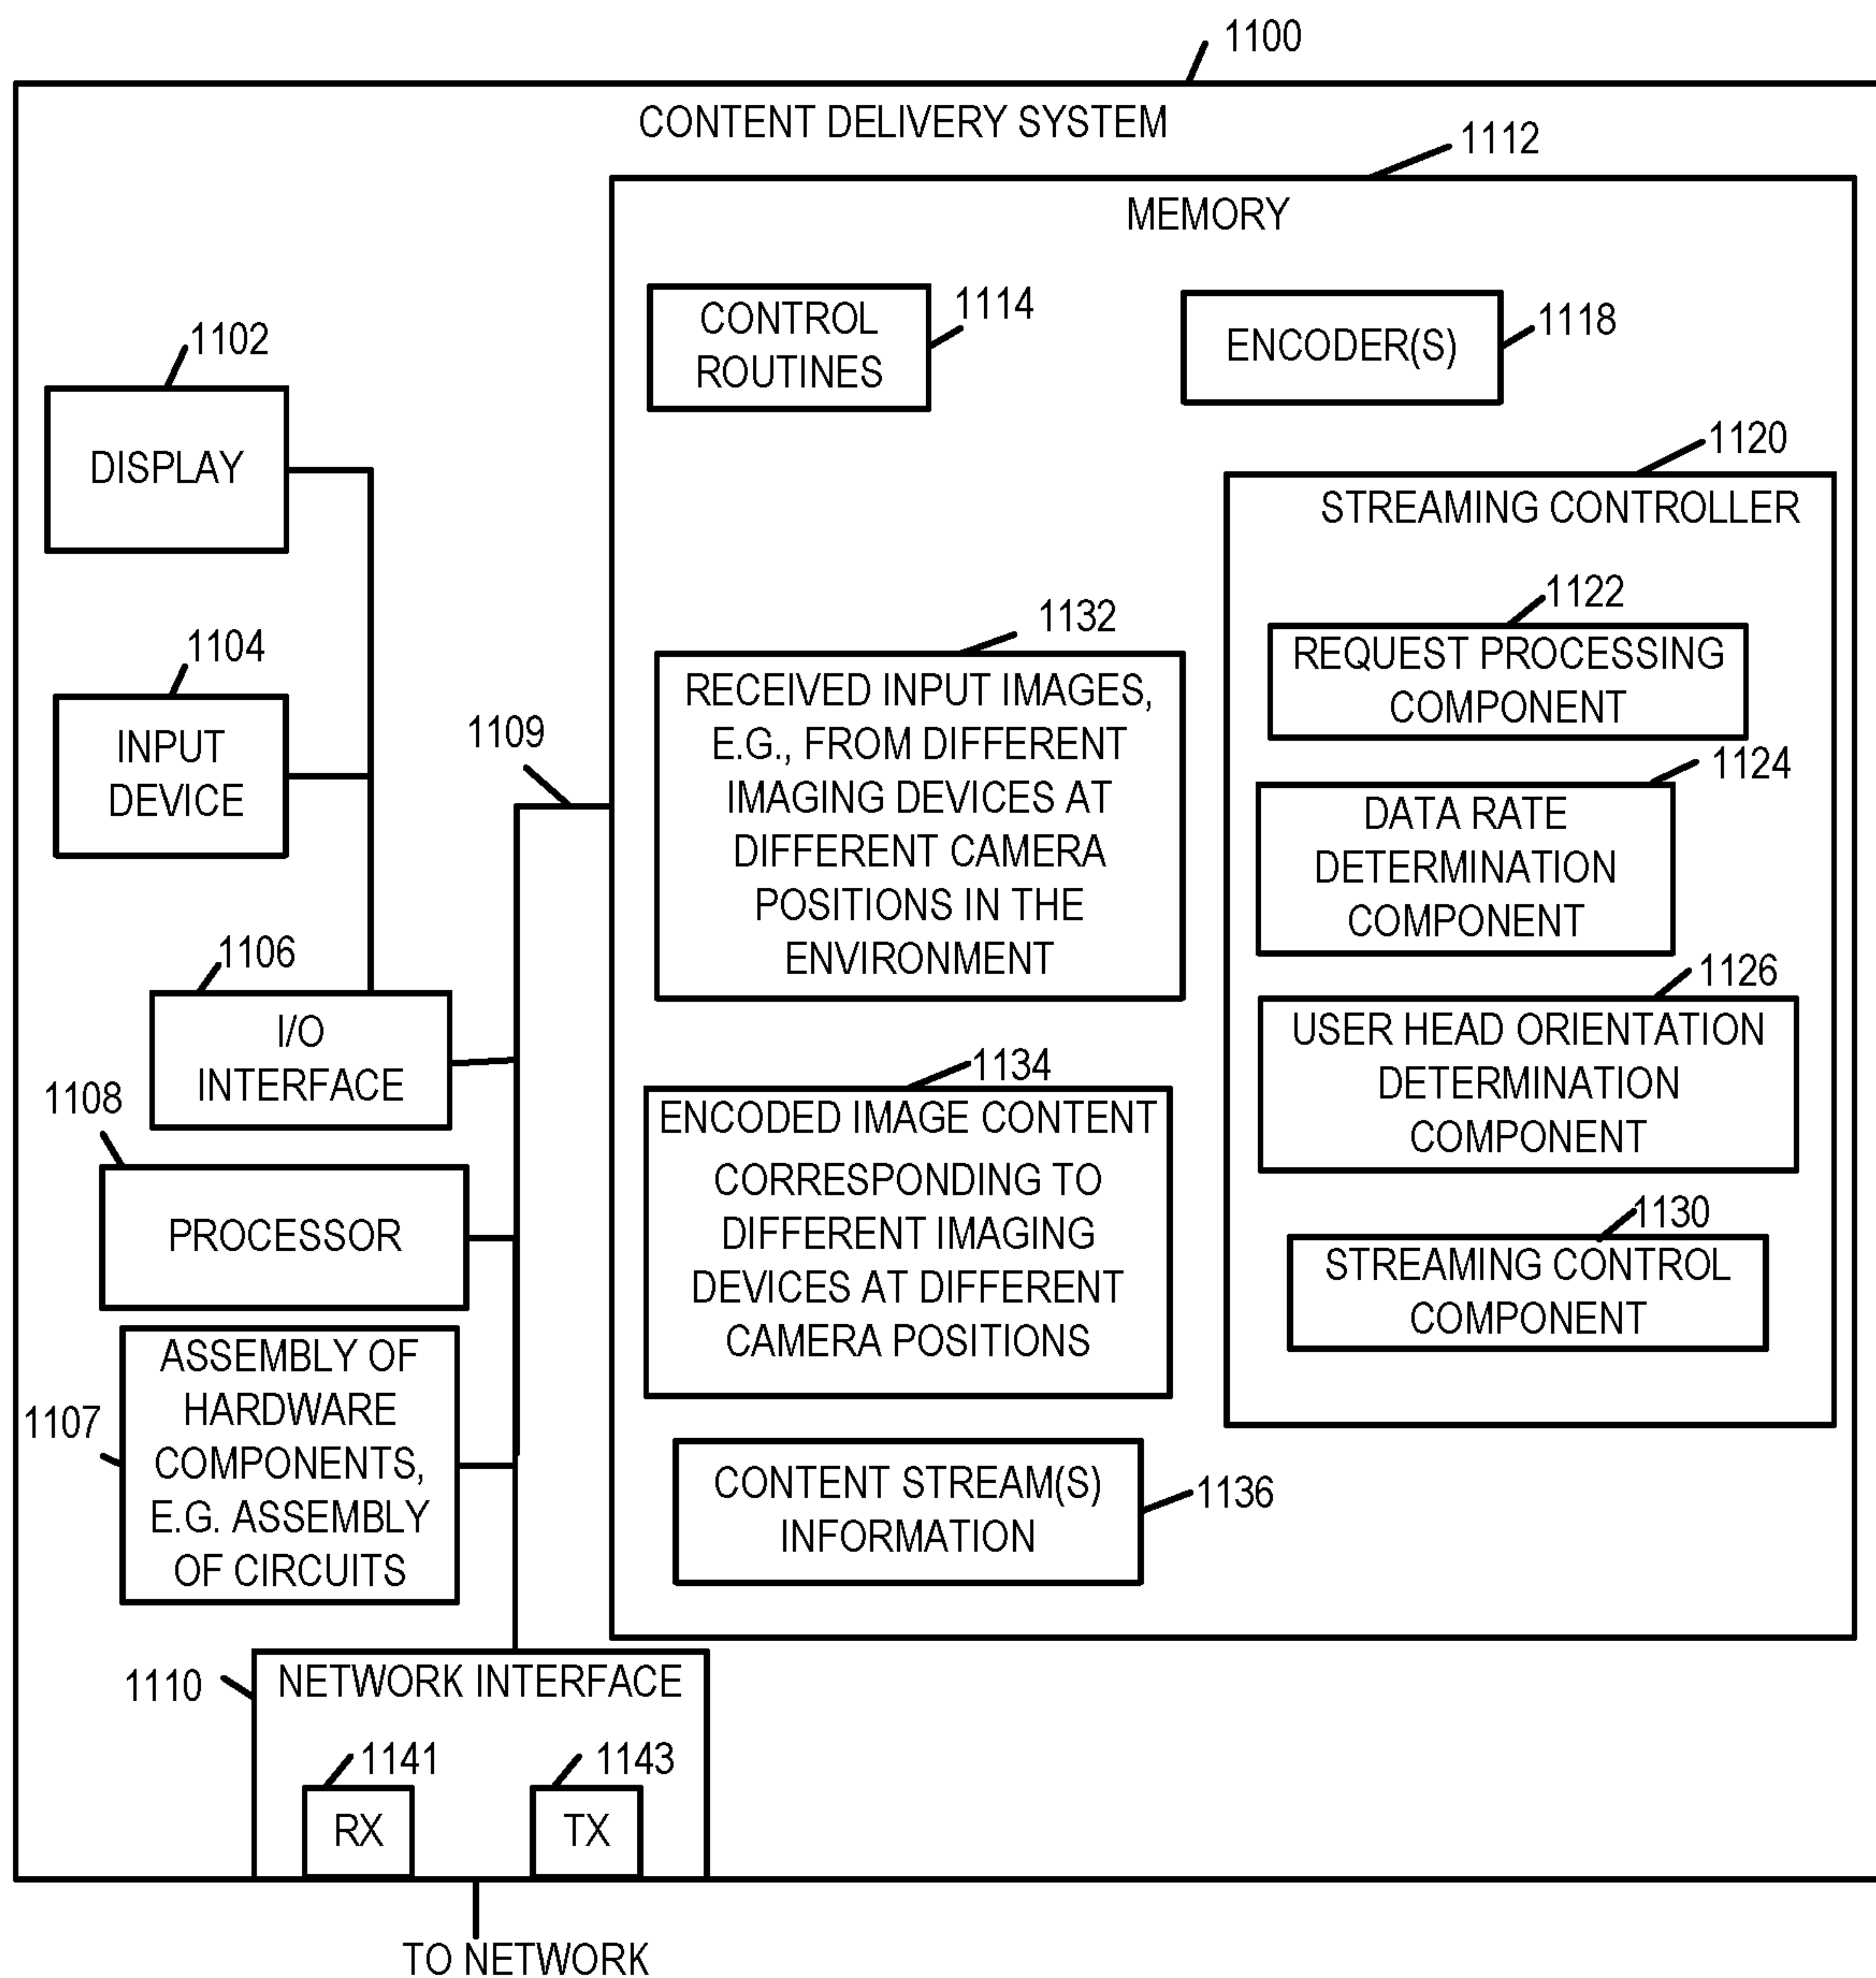 1100
CONTENT DELIVERY SYSTEM
1112
MEMORY
CONTROL
ROUTINES
1114
ENCODER(S)
1118
1102
DISPLAY
1104
INPUT
DEVICE
1106
I/O
INTERFACE
1108
PROCESSOR
1107
ASSEMBLY OF
HARDWARE
COMPONENTS,
E.G. ASSEMBLY
OF CIRCUITS
1109
1132
RECEIVED INPUT IMAGES,
E.G., FROM DIFFERENT
IMAGING DEVICES AT
DIFFERENT CAMERA
POSITIONS IN THE
ENVIRONMENT
1134
ENCODED IMAGE CONTENT
CORRESPONDING TO
DIFFERENT IMAGING
DEVICES AT DIFFERENT
CAMERA POSITIONS
CONTENT STREAM(S)
INFORMATION
1136
1120
STREAMING CONTROLLER
1122
REQUEST PROCESSING
COMPONENT
1124
DATA RATE
DETERMINATION
COMPONENT
1126
USER HEAD ORIENTATION
DETERMINATION
COMPONENT
1130
STREAMING CONTROL
COMPONENT
1110
NETWORK INTERFACE
1141
RX
1143
TX
TO NETWORK